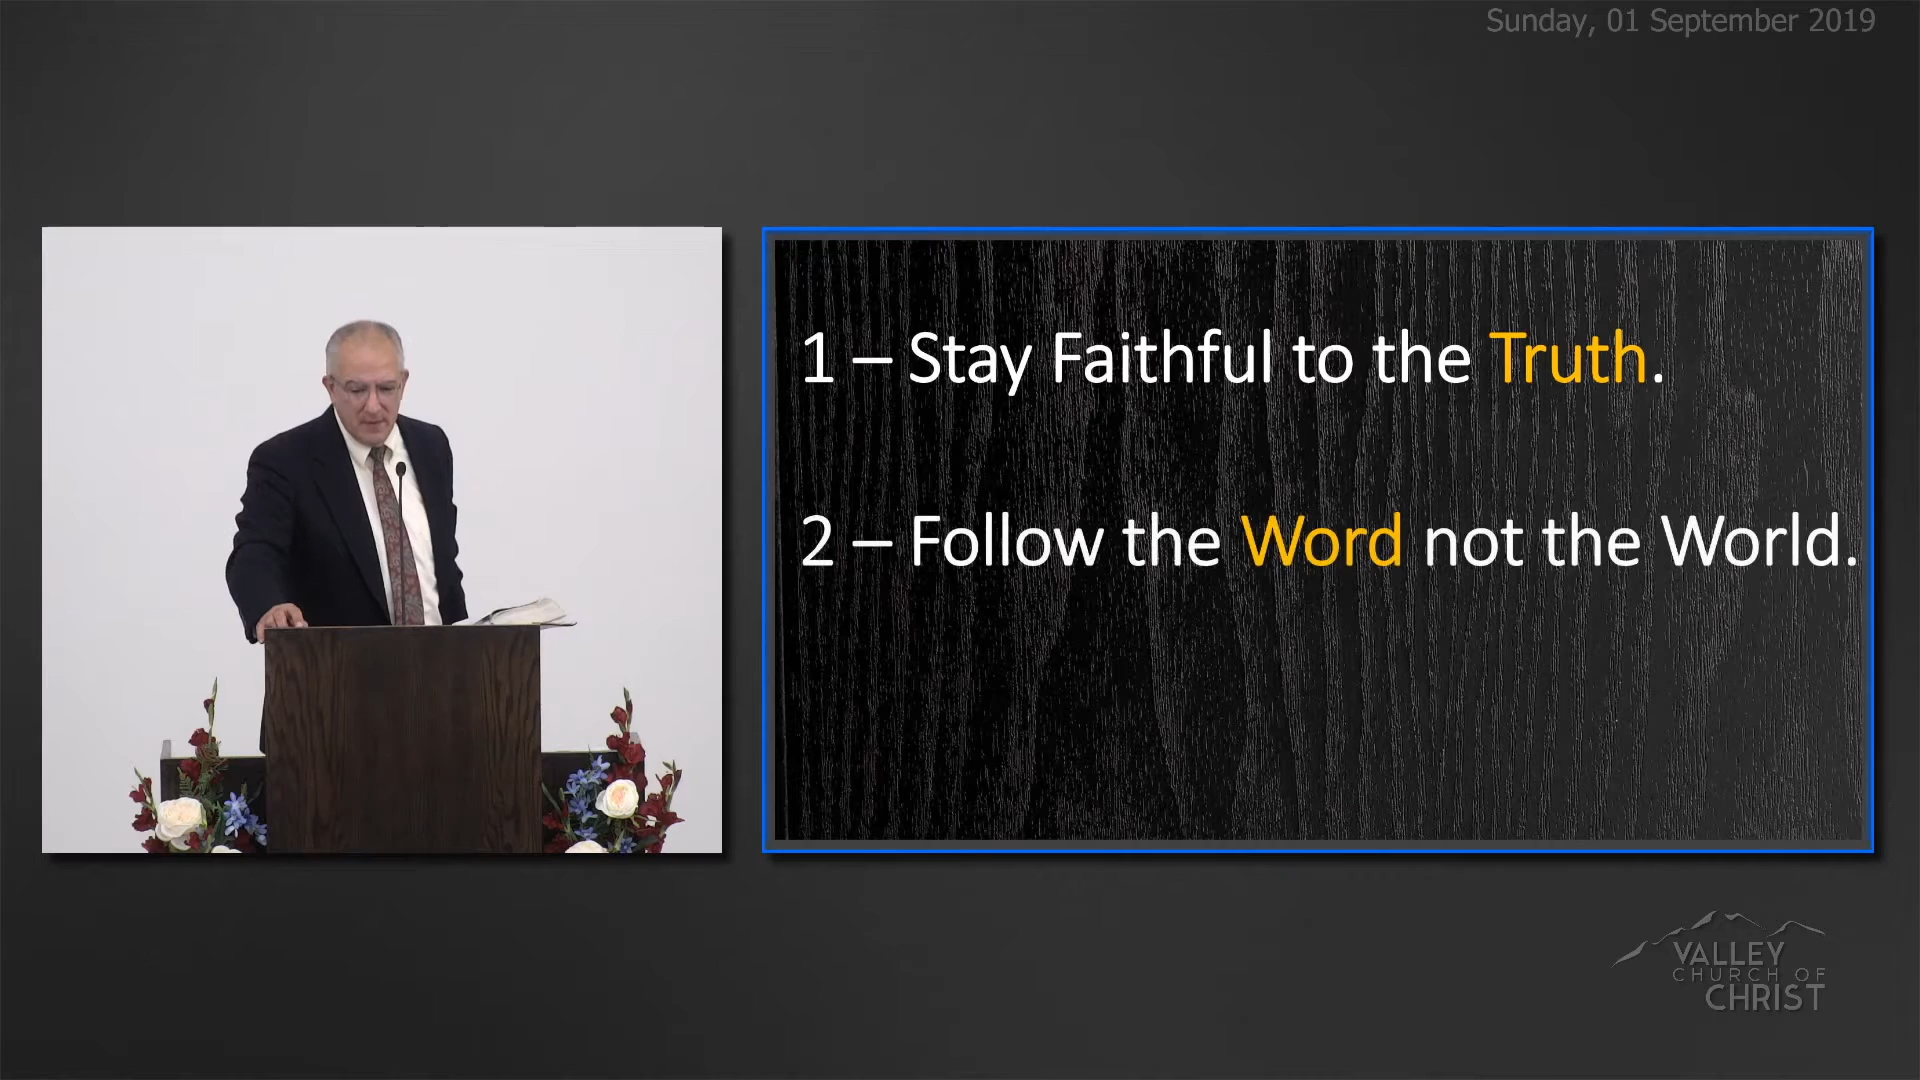 Sunday, 01 September 2019
1 – Stay Faithful to the Truth.
2 – Follow the Word not the World.
VALLEY
CHURCH OF
CHRIST